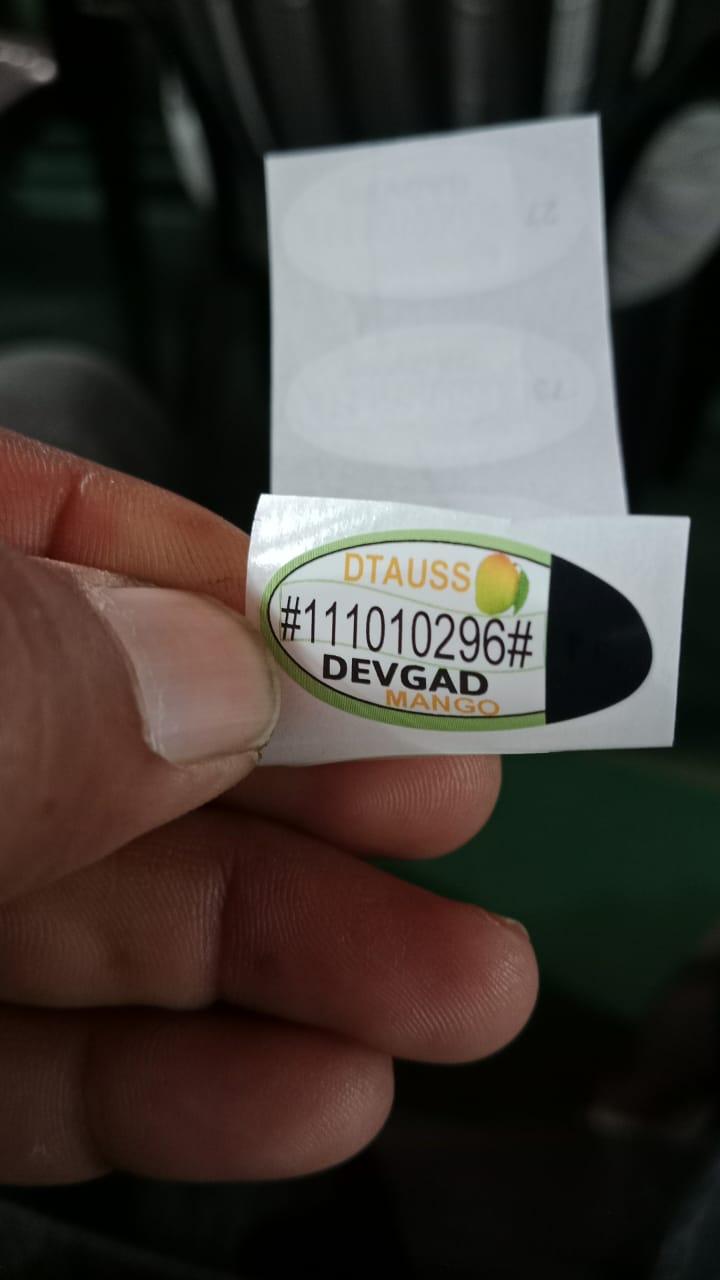 DTAUSS
#111010296#
DEVGAD
MANGO